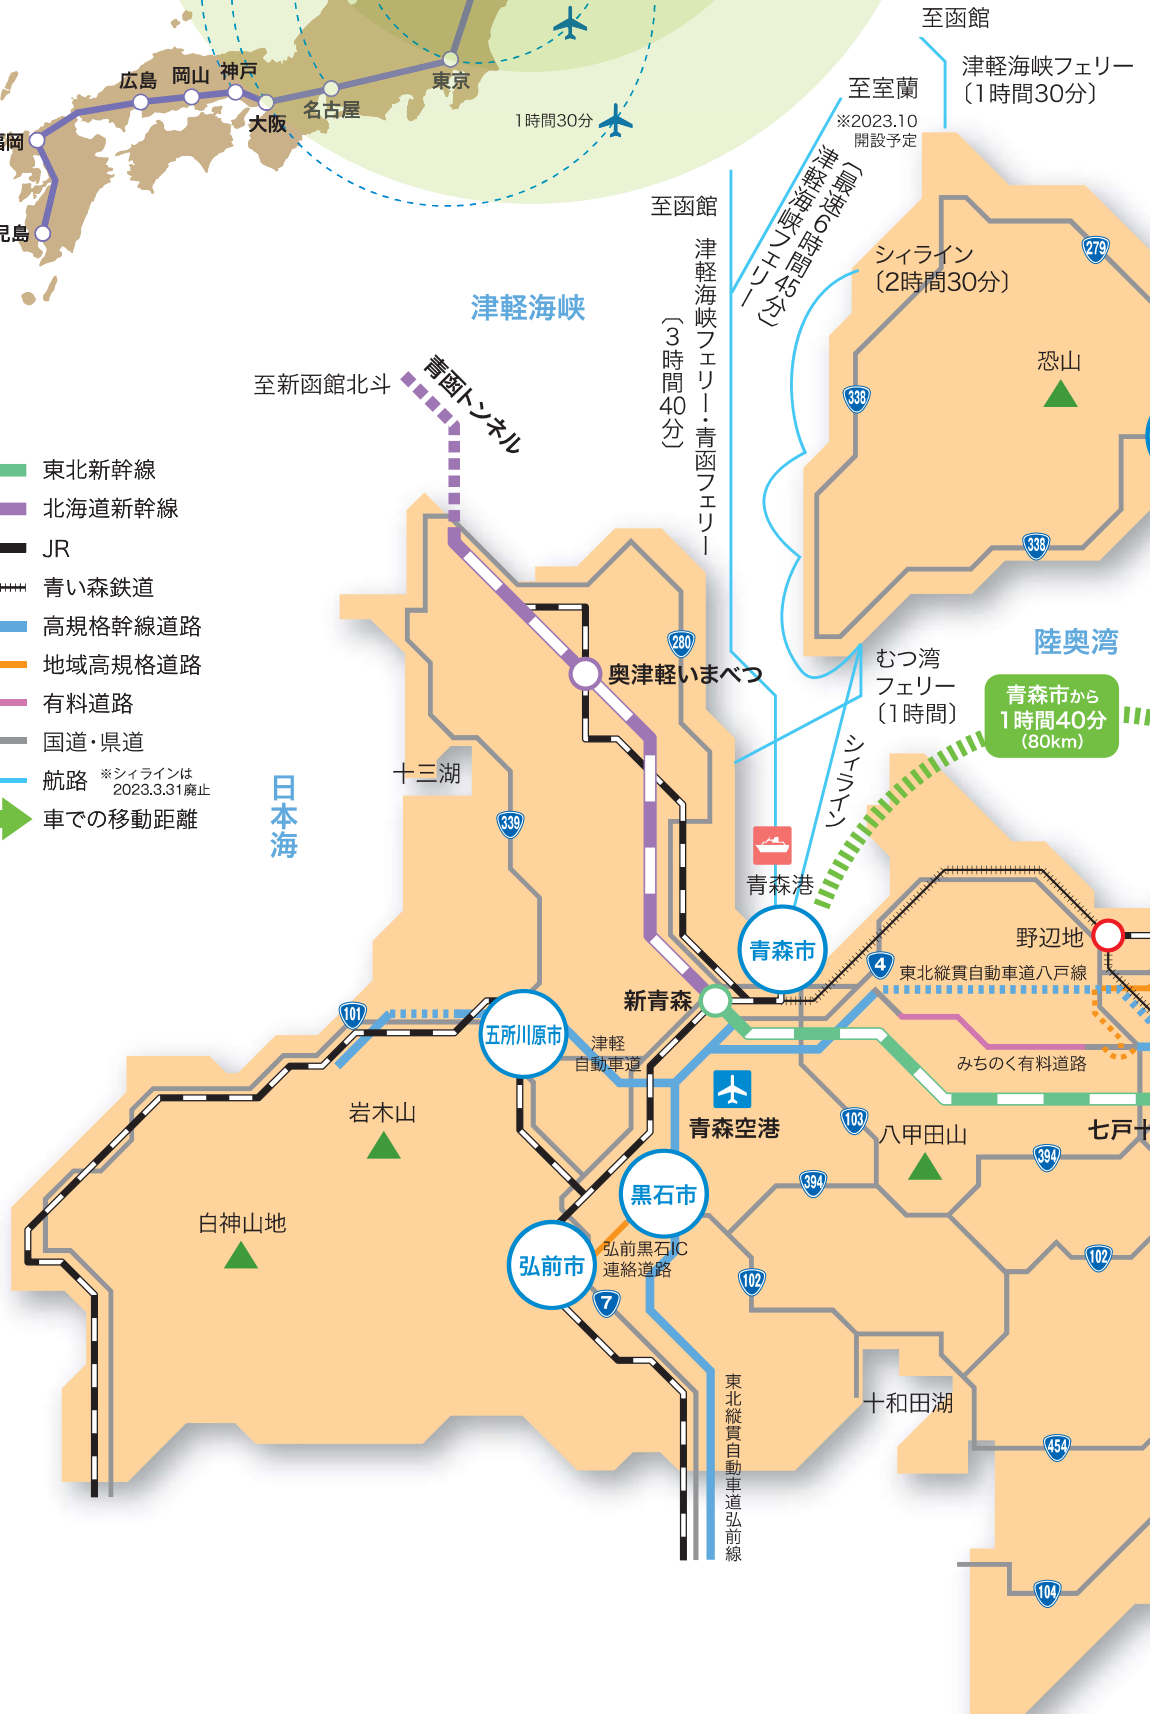 広島
岡山
神戸
大阪
名古屋
東京
福岡
児島
1時間30分
至函館
津軽海峡フェリー
〔1時間30分〕
至室蘭
※2023.10
開設予定
津軽海峡フェリー
〔最速6時間45分〕
至函館
津軽海峡フェリー・青函フェリー
〔3時間40分〕
シィライン
〔2時間30分〕
279
津軽海峡
恐山
338
338
至新函館北斗
青函トンネル
東北新幹線
北海道新幹線
JR
青い森鉄道
高規格幹線道路
地域高規格道路
有料道路
国道・県道
航路
※シィラインは
2023.3.31廃止
車での移動距離
日本海
280
奥津軽いまべつ
十三湖
339
陸奥湾
むつ湾
フェリー
〔1時間〕
シィライン
青森市から
1時間40分
(80km)
青森港
青森市
野辺地
4
東北縦貫自動車道八戸線
新青森
101
五所川原市
津軽
自動車道
みちのく有料道路
青森空港
岩木山
103
八甲田山
七戸十
394
394
黒石市
白神山地
弘前市
弘前黒石IC
連絡道路
7
102
102
東北縦貫自動車道弘前線
十和田湖
454
104